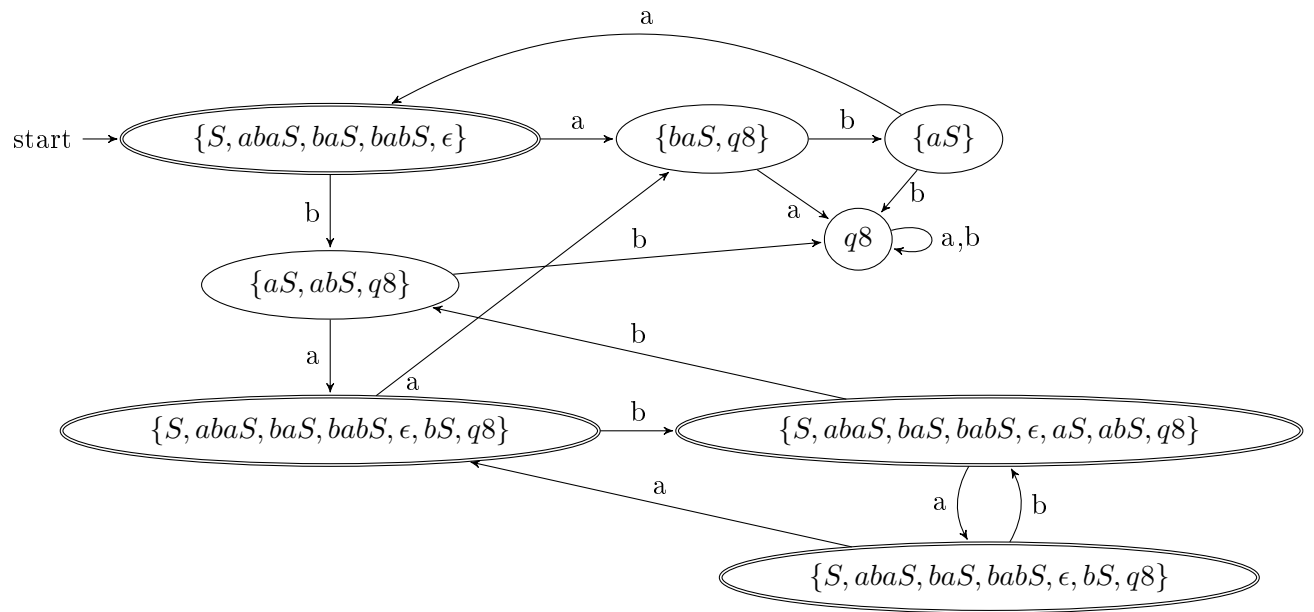 a
start
{S, abaS, baS, babS, ϵ}
a
{baS, q8}
b
{aS}
b
a
b
q8
a,b
b
{aS, abS, q8}
b
a
a
{S, abaS, baS, babS, ϵ, bS, q8}
b
{S, abaS, baS, babS, ϵ, aS, abS, q8}
a
a
b
{S, abaS, baS, babS, ϵ, bS, q8}